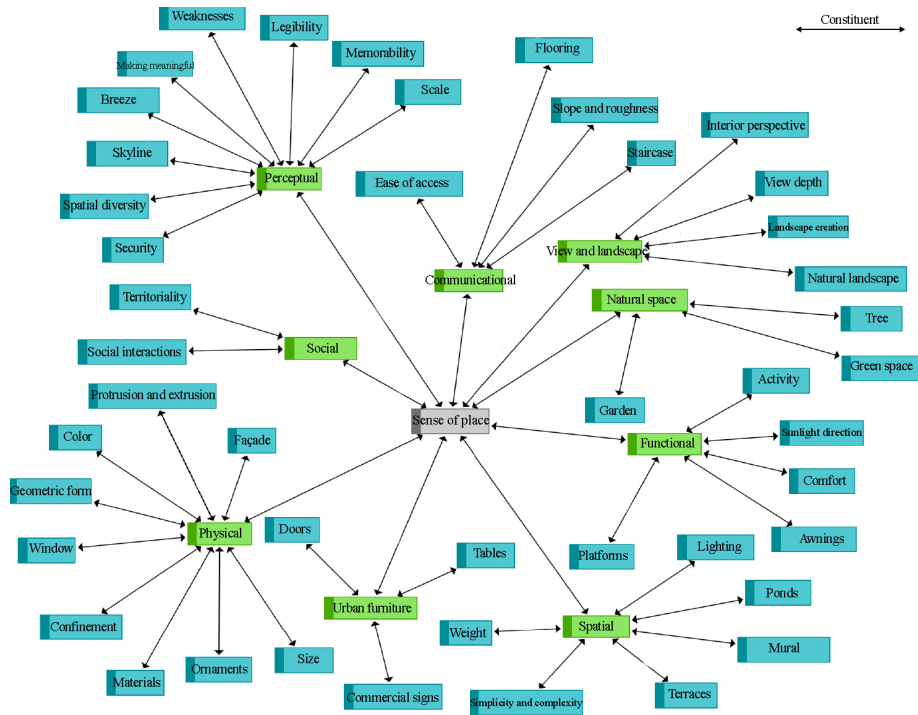 Weaknesses
Legibility
Constituent
Memorability
Flooring
Making meaningful
Scale
Breeze
Slope and roughness
Interior perspective
Skyline
Staircase
Perceptual
Ease of access
View depth
Spatial diversity
Landscape creation
Security
View and landscape
Communicational
Natural landscape
Territoriality
Natural space
Tree
Social
Social interactions
Green space
Activity
Protrusion and extrusion
Garden
Sense of place
Sunlight direction
Color
Façade
Functional
Comfort
Geometric form
Physical
Doors
Awnings
Window
Tables
Platforms
Lighting
Ponds
Urban furniture
Confinement
Spatial
Weight
Mural
Size
Ornaments
Materials
Commercial signs
Terraces
Simplicity and complexity